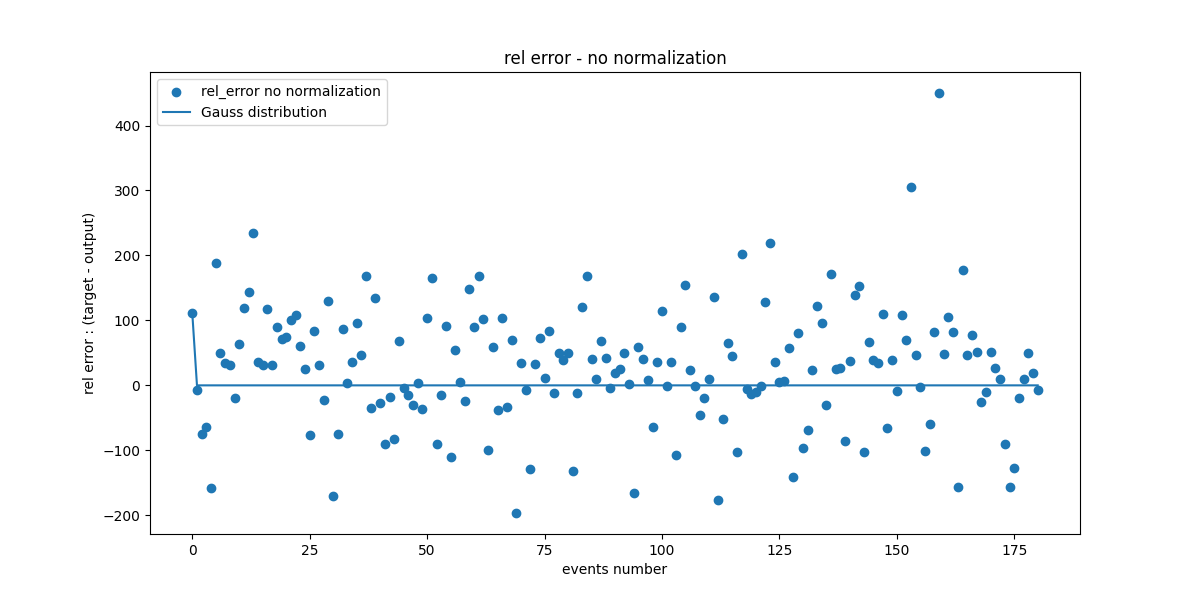 rel error - no normalization
rel_error no normalization
Gauss distribution
400
300
200
100
0
−100
−200
rel error : (target - output)
0 25 50 75 100 125 150 175
events number